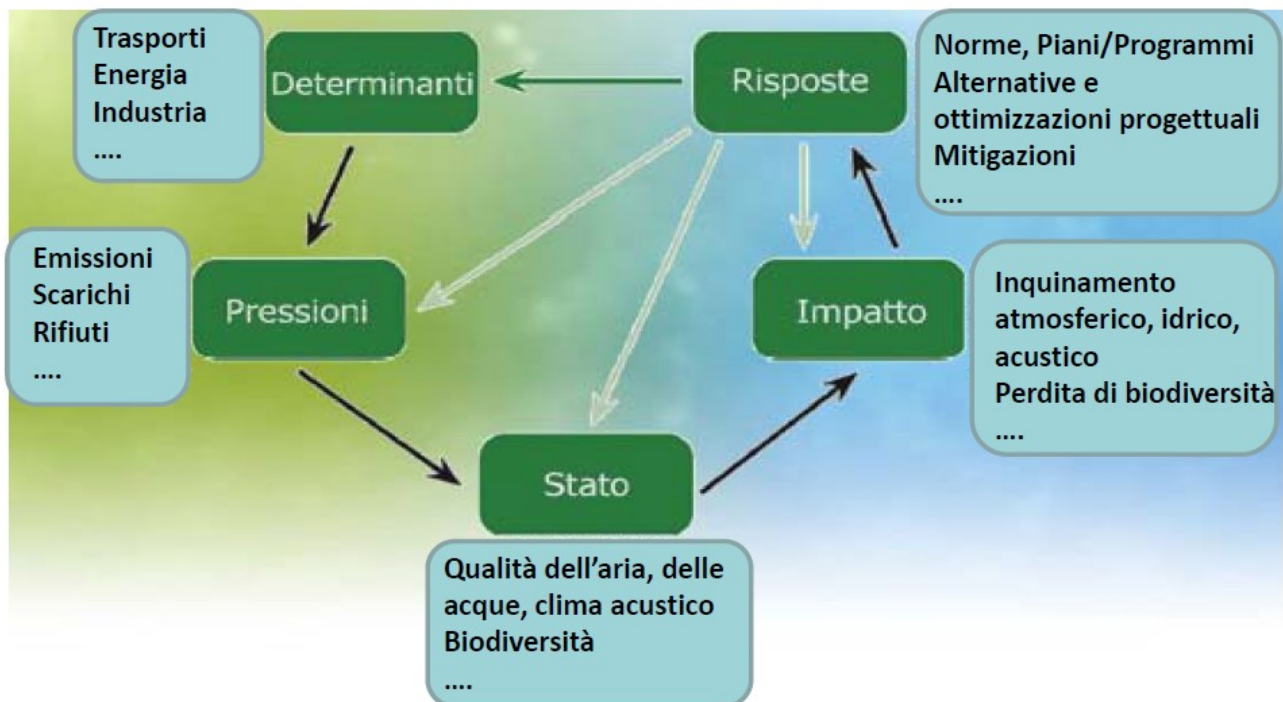 Trasporti
Energia
Industria
....
Determinanti
Risposte
Norme, Piani/Programmi
Alternative e
ottimizzazioni progettuali
Mitigazioni
....
Emissioni
Scarichi
Rifiuti
....
Pressioni
Impatto
Inquinamento
atmosferico, idrico,
acustico
Perdita di biodiversità
....
Stato
Qualità dell'aria, delle
acque, clima acustico
Biodiversità
....